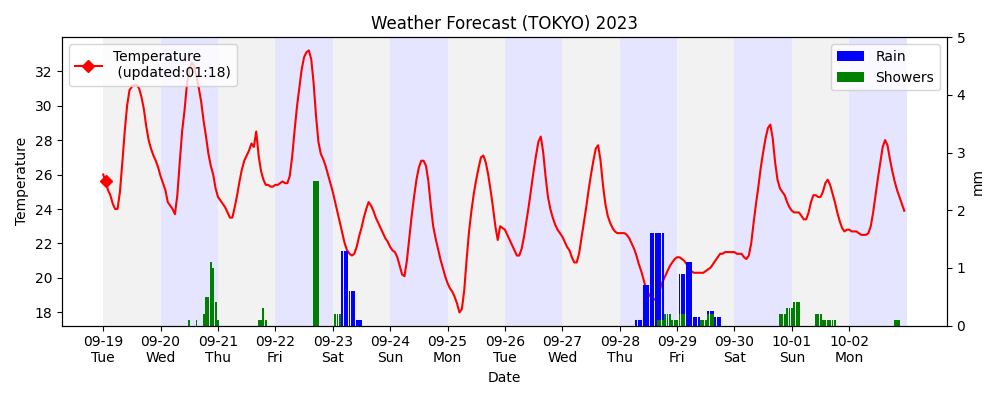 Weather Forecast (TOKYO) 2023
Temperature
(updated:01:18)
Rain
Showers
Temperature
32
30
28
26
24
22
20
18
5
4
3
2
1
0
mm
09-19 09-20 09-21 09-22 09-23 09-24 09-25 09-26 09-27 09-28 09-29 09-30 10-01 10-02
Tue Wed Thu Fri Sat Sun Mon Tue Wed Thu Fri Sat Sun Mon
Date